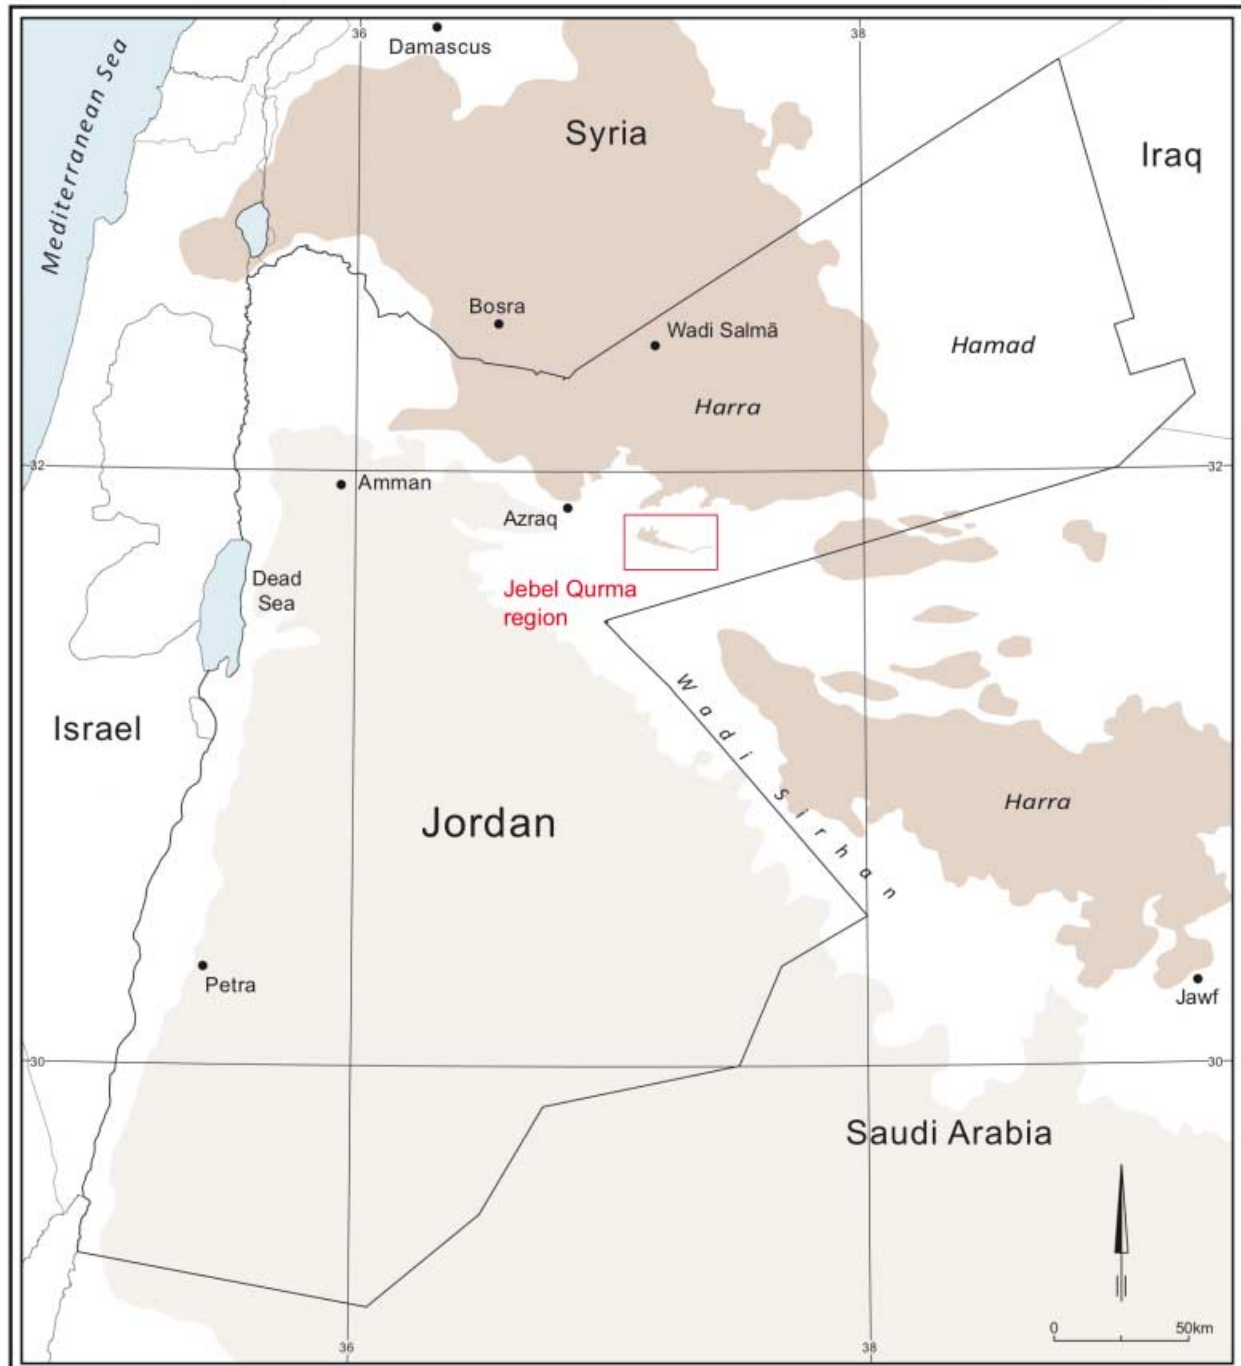 36
38
Damascus
Mediterranean Sea
Syria
Iraq
Bosra
Wadi Salmā
Hamad
Harra
32
32
Amman
Azraq
Jebel Qurma
region
Dead
Sea
Wadi Sirhan
Israel
Jordan
Harra
Petra
Jawf
30
30
Saudi Arabia
0
50km
36
38